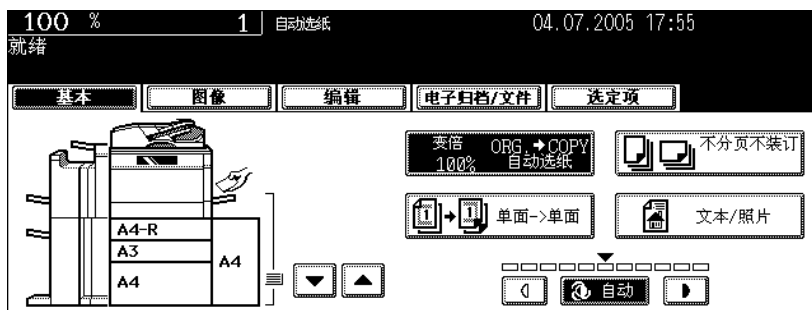 100 % 1 自动选纸 04.07.2005 17:55
就绪
基本 图像 编辑 电子归档/文件 选定项
变倍 ORG.→COPY
100% 自动选纸
不分页不装订
1 → 1 单面->单面
文本/照片
A4-R
A3
A4
A4
自动